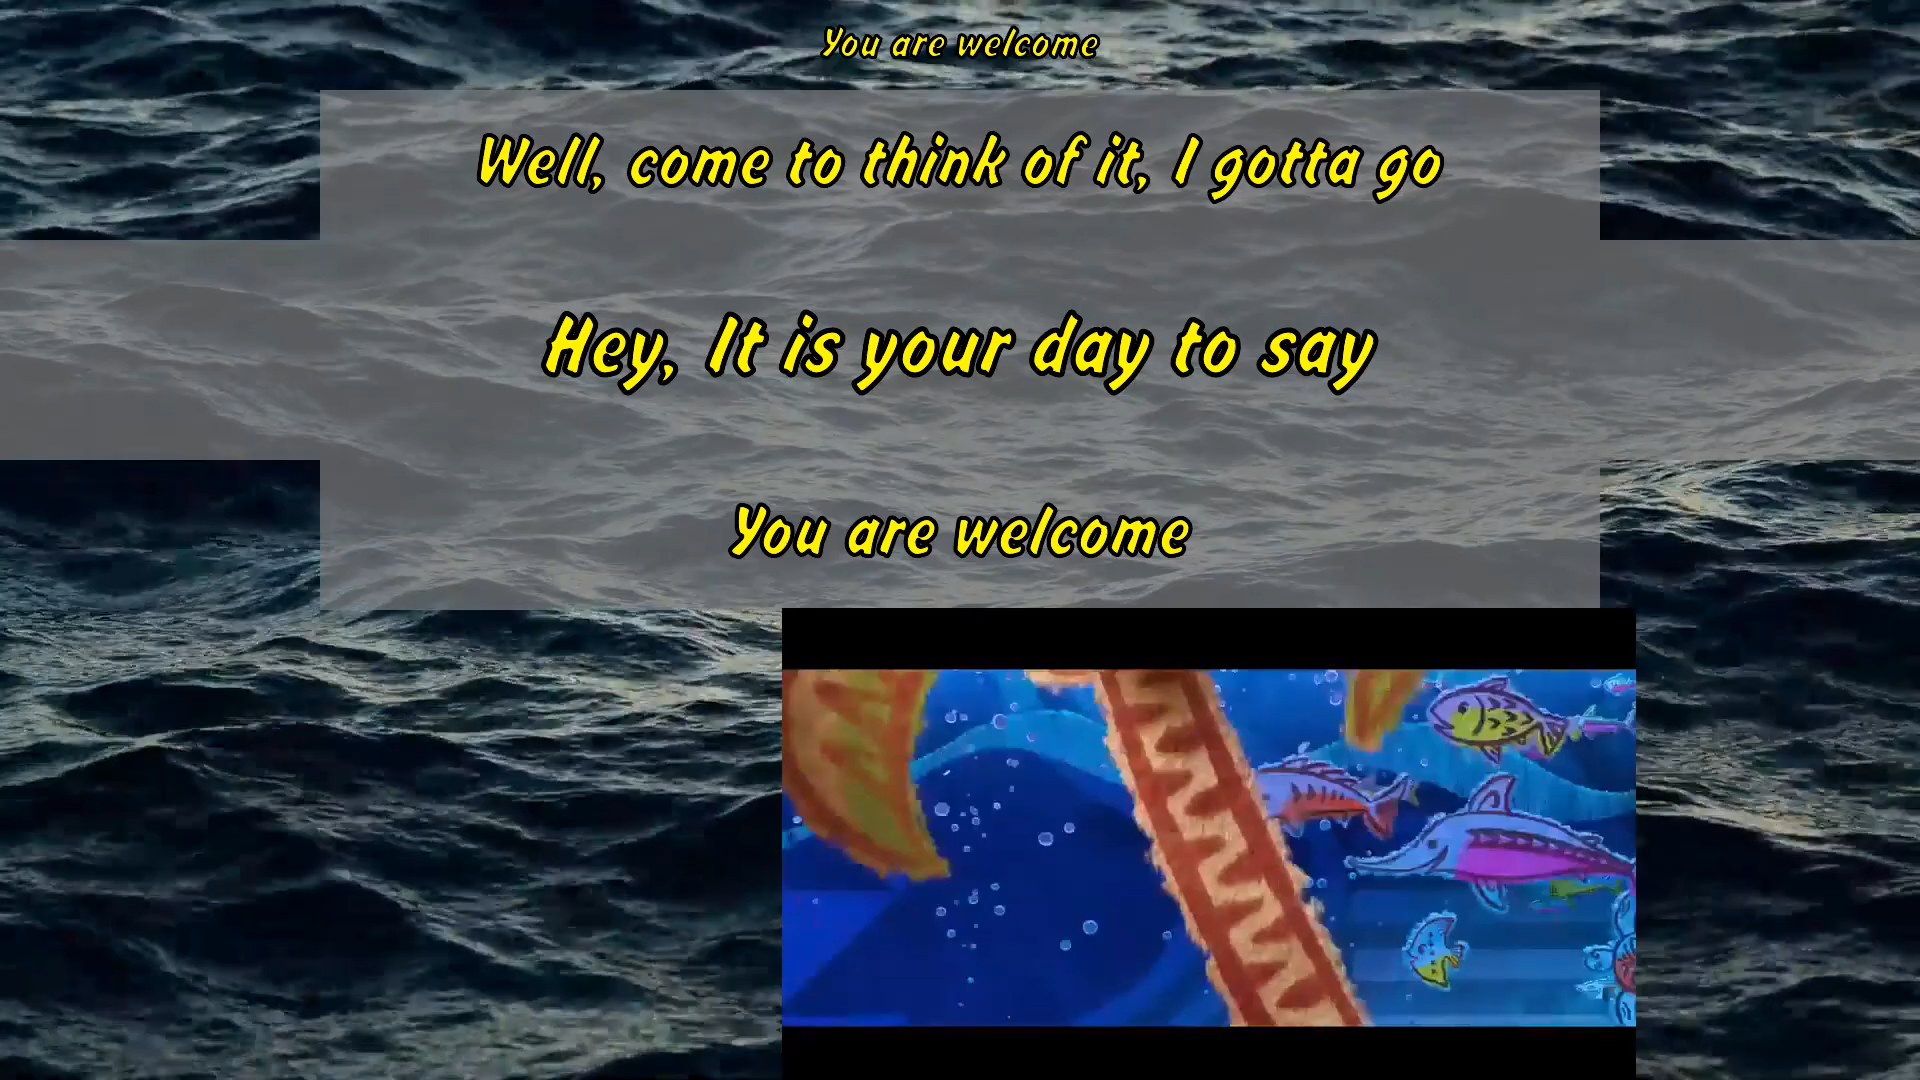 You are welcome
Well, come to think of it, I gotta go
Hey, It is your day to say
You are welcome